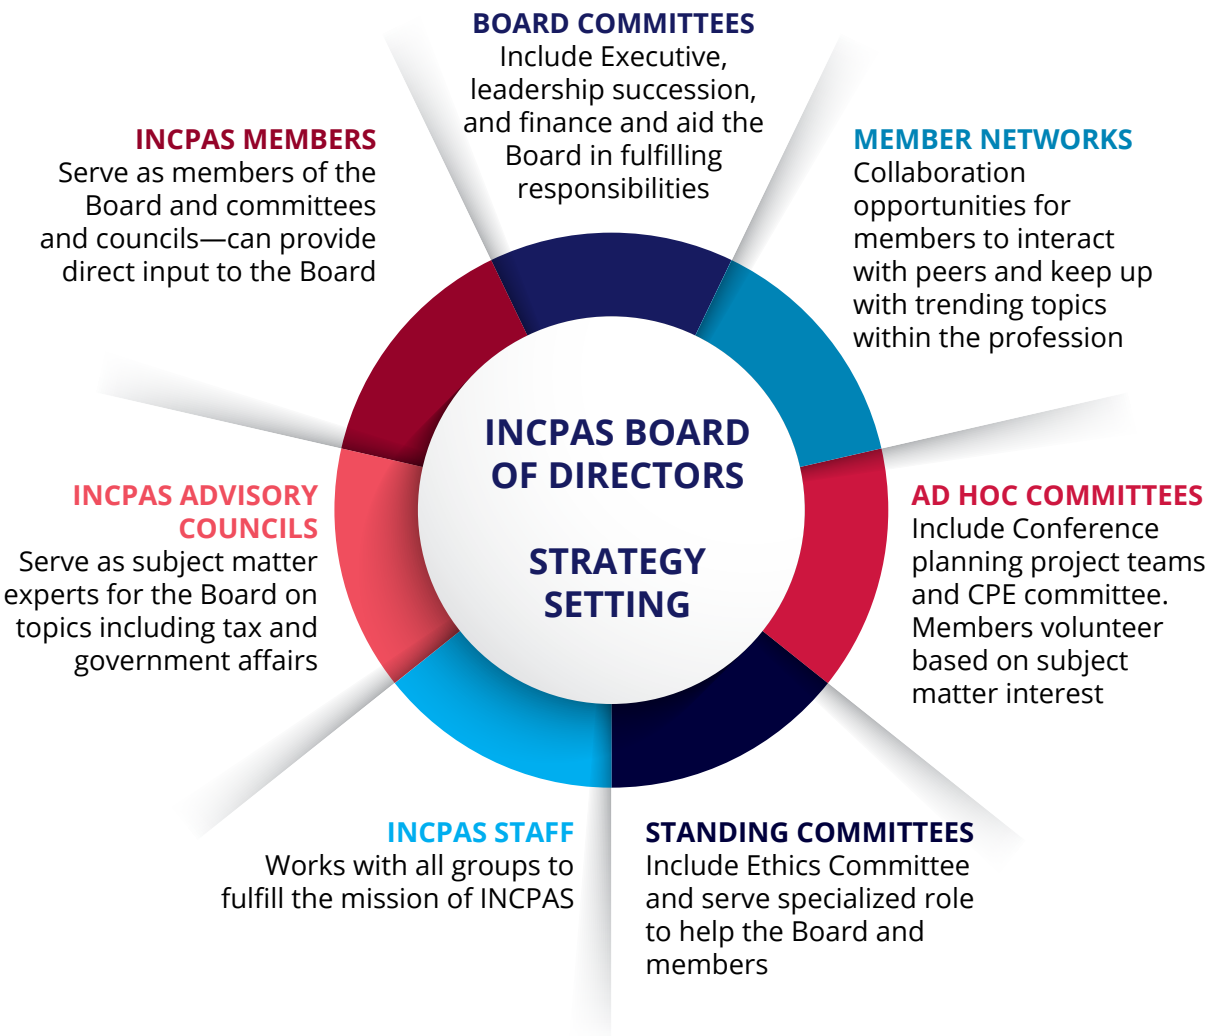 BOARD COMMITTEES
Include Executive,
leadership succession,
and finance and aid the
Board in fulfilling
responsibilities
MEMBER NETWORKS
Collaboration
opportunities for
members to interact
with peers and keep up
with trending topics
within the profession
AD HOC COMMITTEES
Include Conference
planning project teams
and CPE committee.
Members volunteer
based on subject
matter interest
STANDING COMMITTEES
Include Ethics Committee
and serve specialized role
to help the Board and
members
INCPAS STAFF
Works with all groups to
fulfill the mission of INCPAS
INCPAS ADVISORY
COUNCILS
Serve as subject matter
experts for the Board on
topics including tax and
government affairs
INCPAS MEMBERS
Serve as members of the
Board and committees
and councils—can provide
direct input to the Board
INCPAS BOARD
OF DIRECTORS
STRATEGY
SETTING